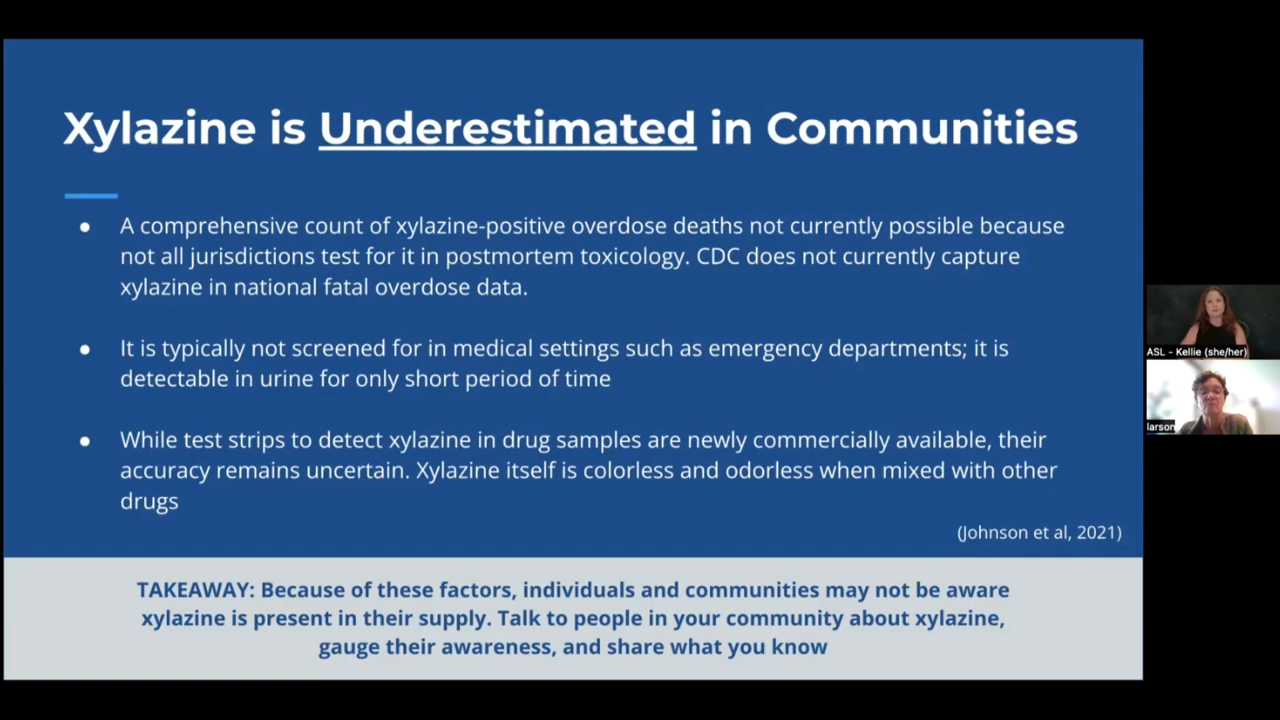 Xylazine is Underestimated in Communities
● A comprehensive count of xylazine-positive overdose deaths not currently possible because
not all jurisdictions test for it in postmortem toxicology. CDC does not currently capture
xylazine in national fatal overdose data.
● It is typically not screened for in medical settings such as emergency departments; it is
detectable in urine for only short period of time
● While test strips to detect xylazine in drug samples are newly commercially available, their
accuracy remains uncertain. Xylazine itself is colorless and odorless when mixed with other
drugs
(Johnson et al, 2021)
TAKEAWAY: Because of these factors, individuals and communities may not be aware
xylazine is present in their supply. Talk to people in your community about xylazine,
gauge their awareness, and share what you know
ASL - Kellie (she/her)
larson